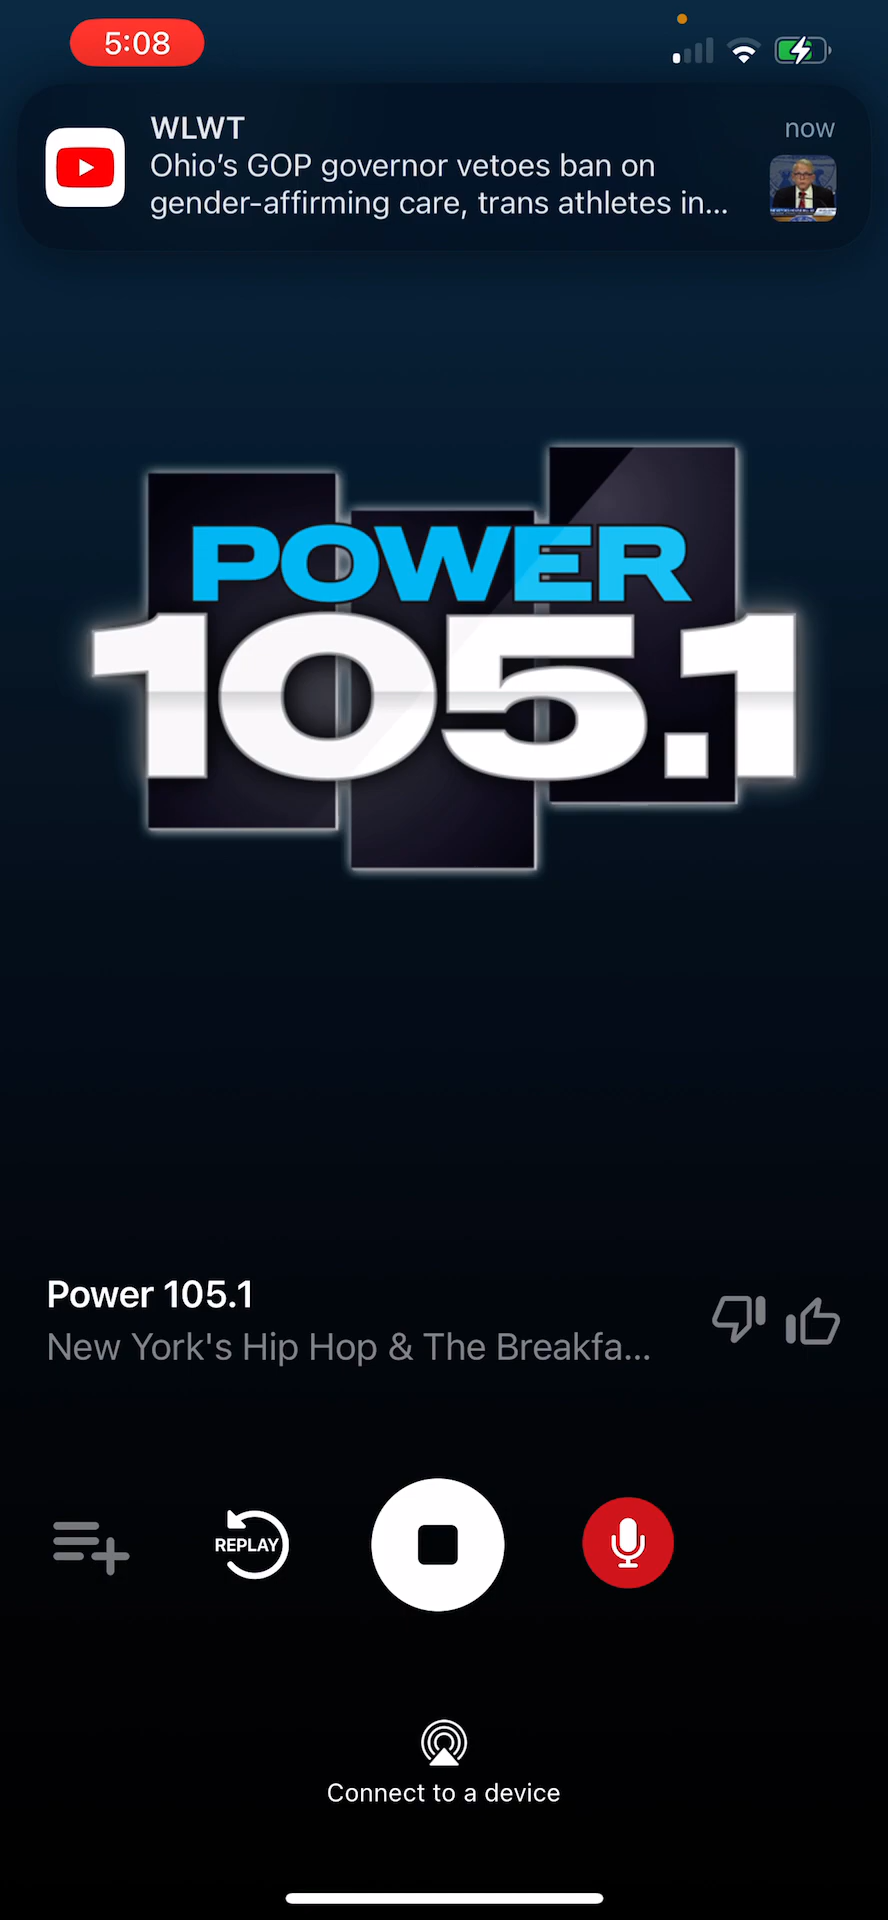 5:08
WLWT
now
Ohio’s GOP governor vetoes ban on
gender-affirming care, trans athletes in...
POWER
105.1
Power 105.1
New York's Hip Hop & The Breakfa...
REPLAY
Connect to a device